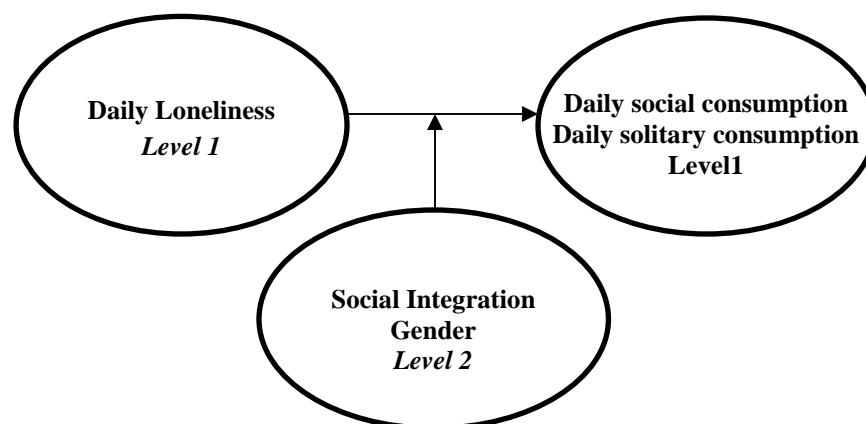 Daily Loneliness
Level 1
Daily social consumption
Daily solitary consumption
Level1
Social Integration
Gender
Level 2